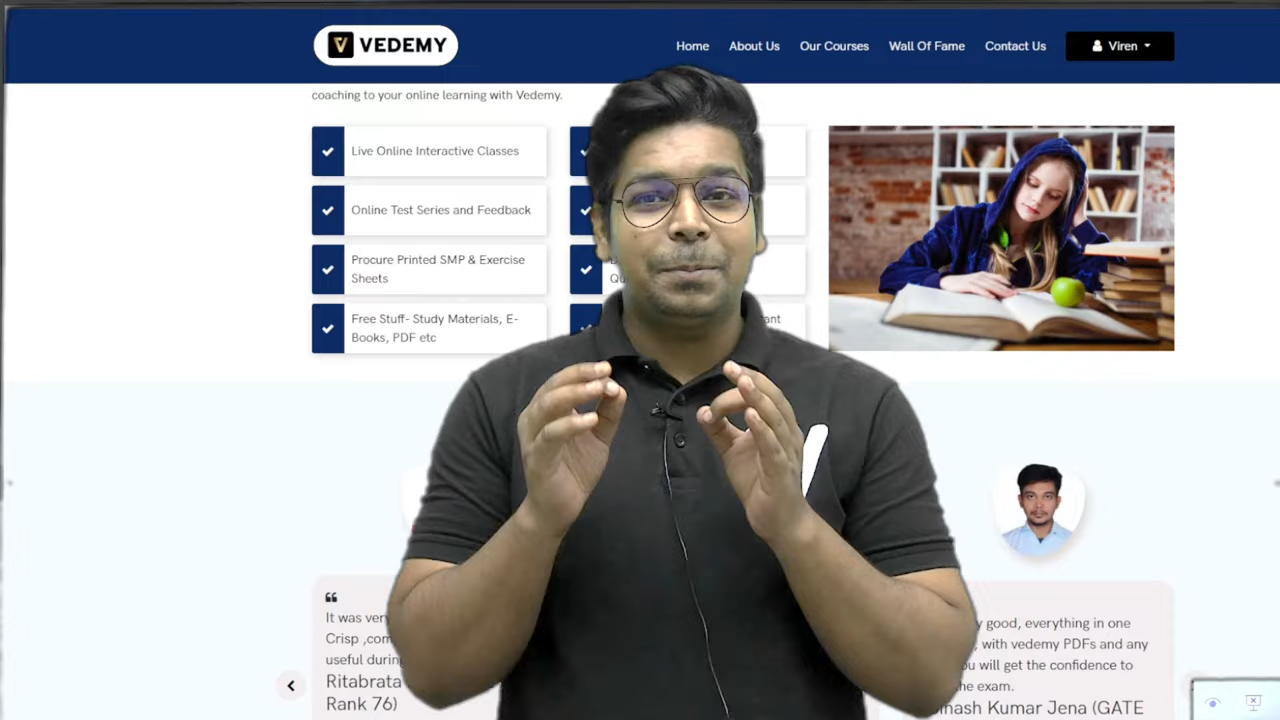 VEDEMY
Home
About Us
Our Courses
Wall Of Fame
Contact Us
Viren
coaching to your online learning with Vedemy.
Live Online Interactive Classes
Online Test Series and Feedback
Procure Printed SMP & Exercise
Sheets
Free Stuff- Study Materials, E-
Books, PDF etc
It was very
Crisp
useful during
Ritabrata
Rank 76)
good, everything in one
, with vedemy PDFs and any
you will get the confidence to
the exam.
Kumar Jena (GATE